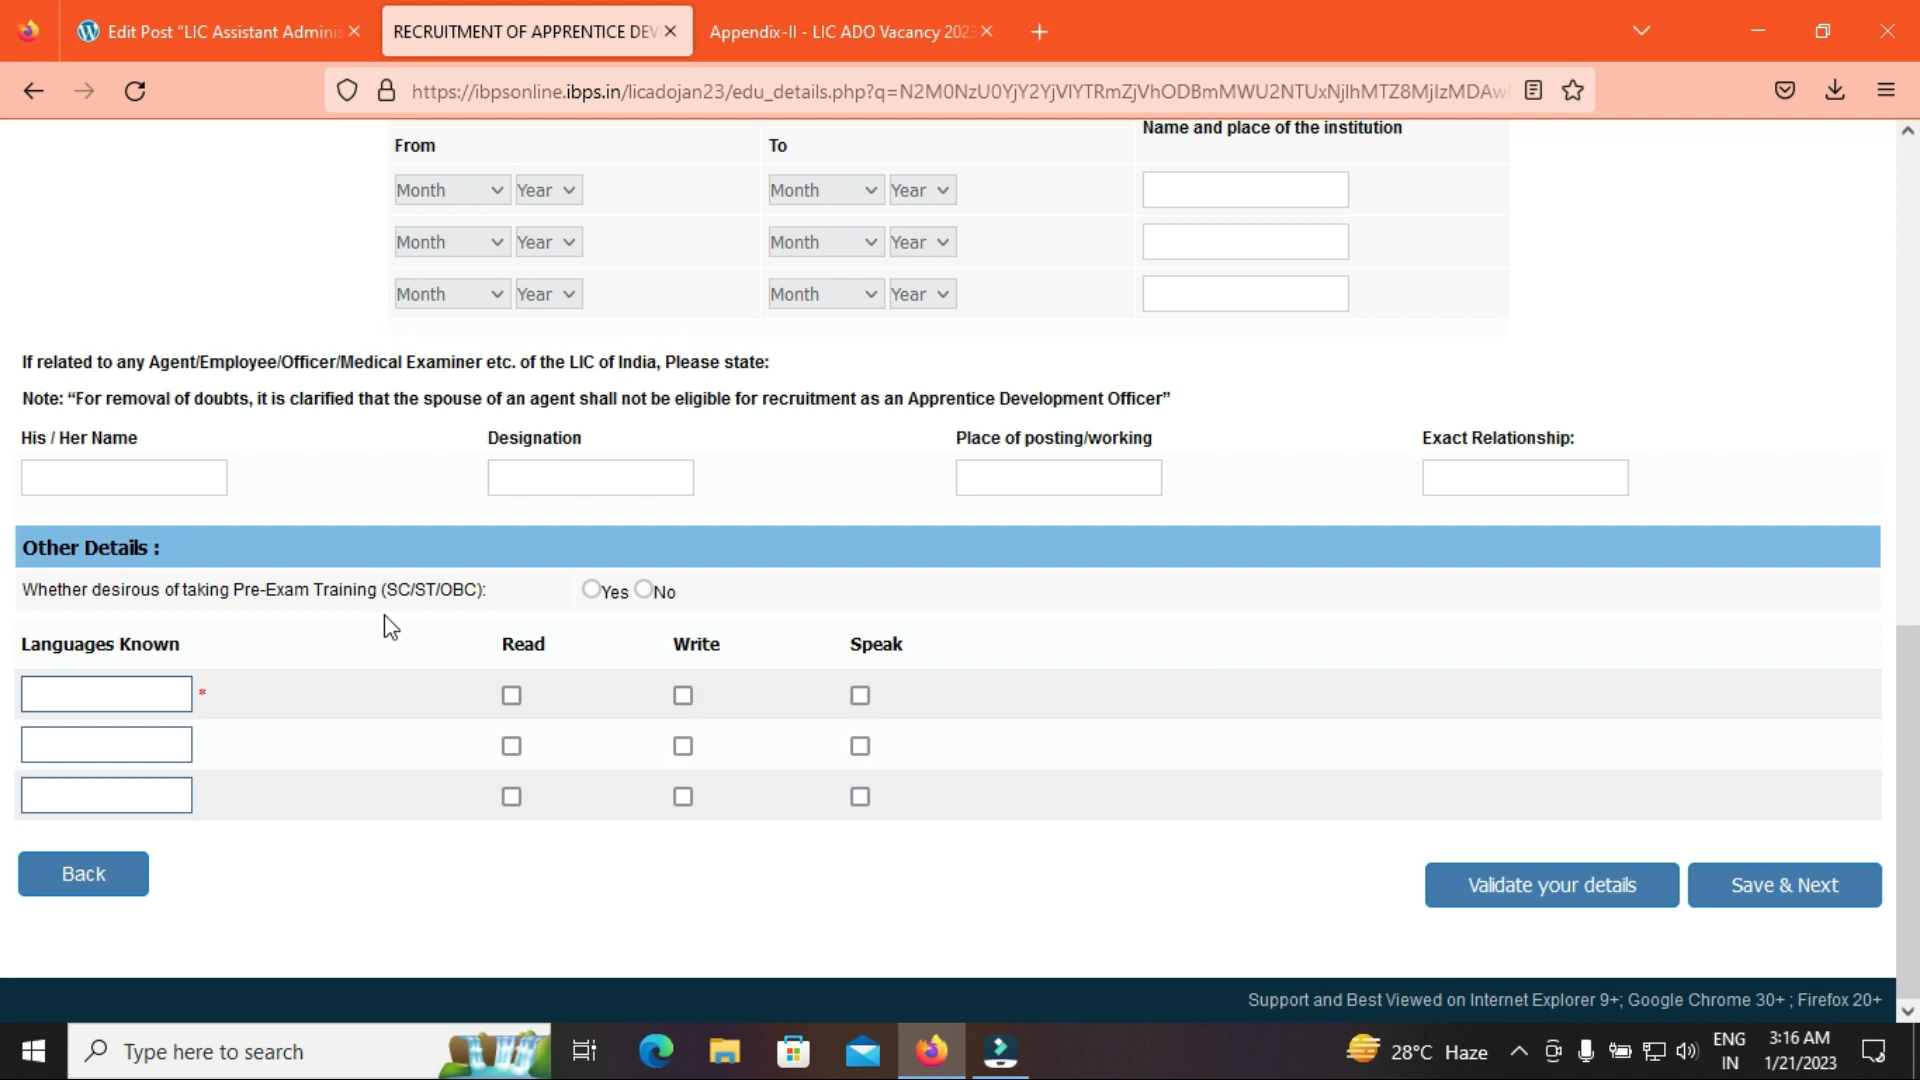 Edit Post "LIC Assistant Adminis
RECRUITMENT OF APPRENTICE DEV
Appendix-II - LIC ADO Vacancy 2023
https://ibpsonline.ibps.in/licadojan23/edu_details.php?q=
Name and place of the institution
From To
Month Year Month Year
Month Year Month Year
Month Year Month Year
If related to any Agent/Employee/Officer/Medical Examiner etc. of the LIC of India, Please state:
Note: “For removal of doubts, it is clarified that the spouse of an agent shall not be eligible for recruitment as an Apprentice Development Officer”
His / Her Name Designation Place of posting/working Exact Relationship:
Other Details :
Whether desirous of taking Pre-Exam Training (SC/ST/OBC): Yes No
Languages Known Read Write Speak
*
Back
Validate your details Save & Next
Support and Best Viewed on Internet Explorer 9+; Google Chrome 30+ ; Firefox 20+
Type here to search
28°C Haze
ENG
IN
3:16 AM
1/21/2023